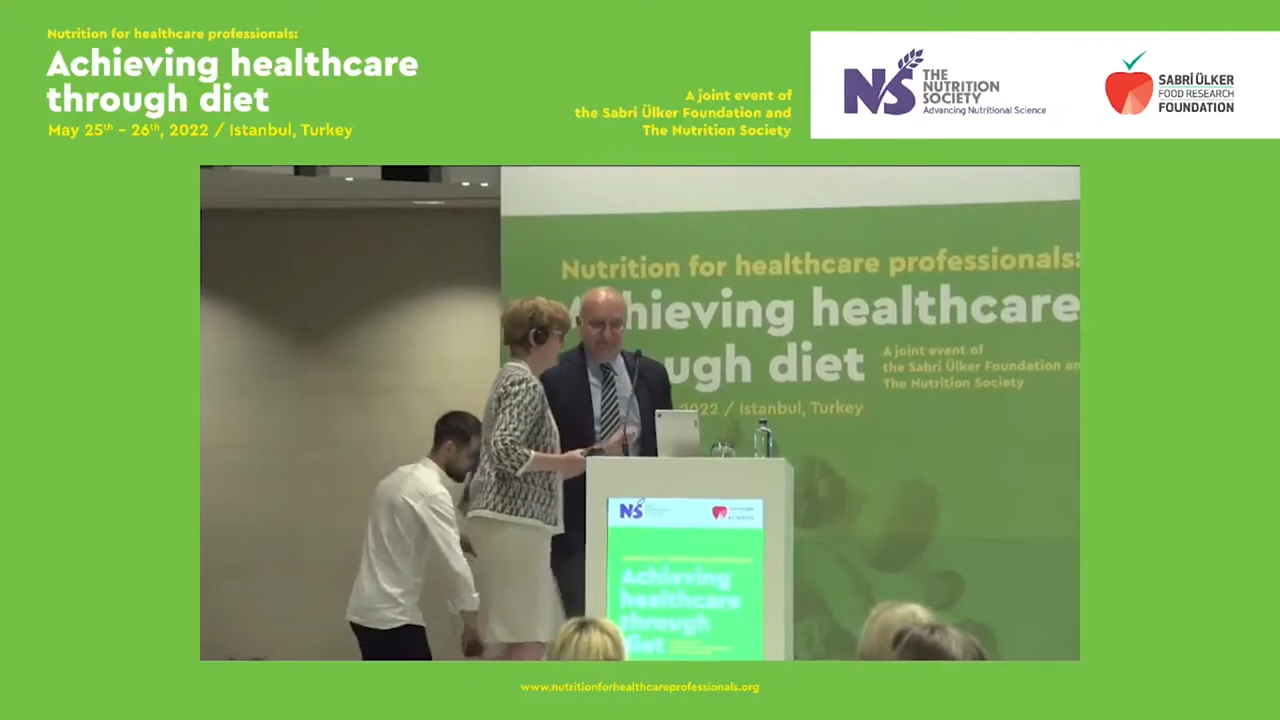 Nutrition for healthcare professionals:
Achieving healthcare
through diet
May 25th - 26th, 2022 / Istanbul, Turkey
A joint event of
the Sabri Ülker Foundation and
The Nutrition Society
NS THE
NUTRITION
SOCIETY
Advancing Nutritional Science
SABRİ ÜLKER
FOOD RESEARCH
FOUNDATION
Nutrition for healthcare professionals:
hieving healthcare
ugh diet
A joint event of
the Sabri Ülker Foundation an
The Nutrition Society
2022 / Istanbul, Turkey
NS
Achieving
healthcare
through
diet
www.nutritionforhealthcareprofessionals.org